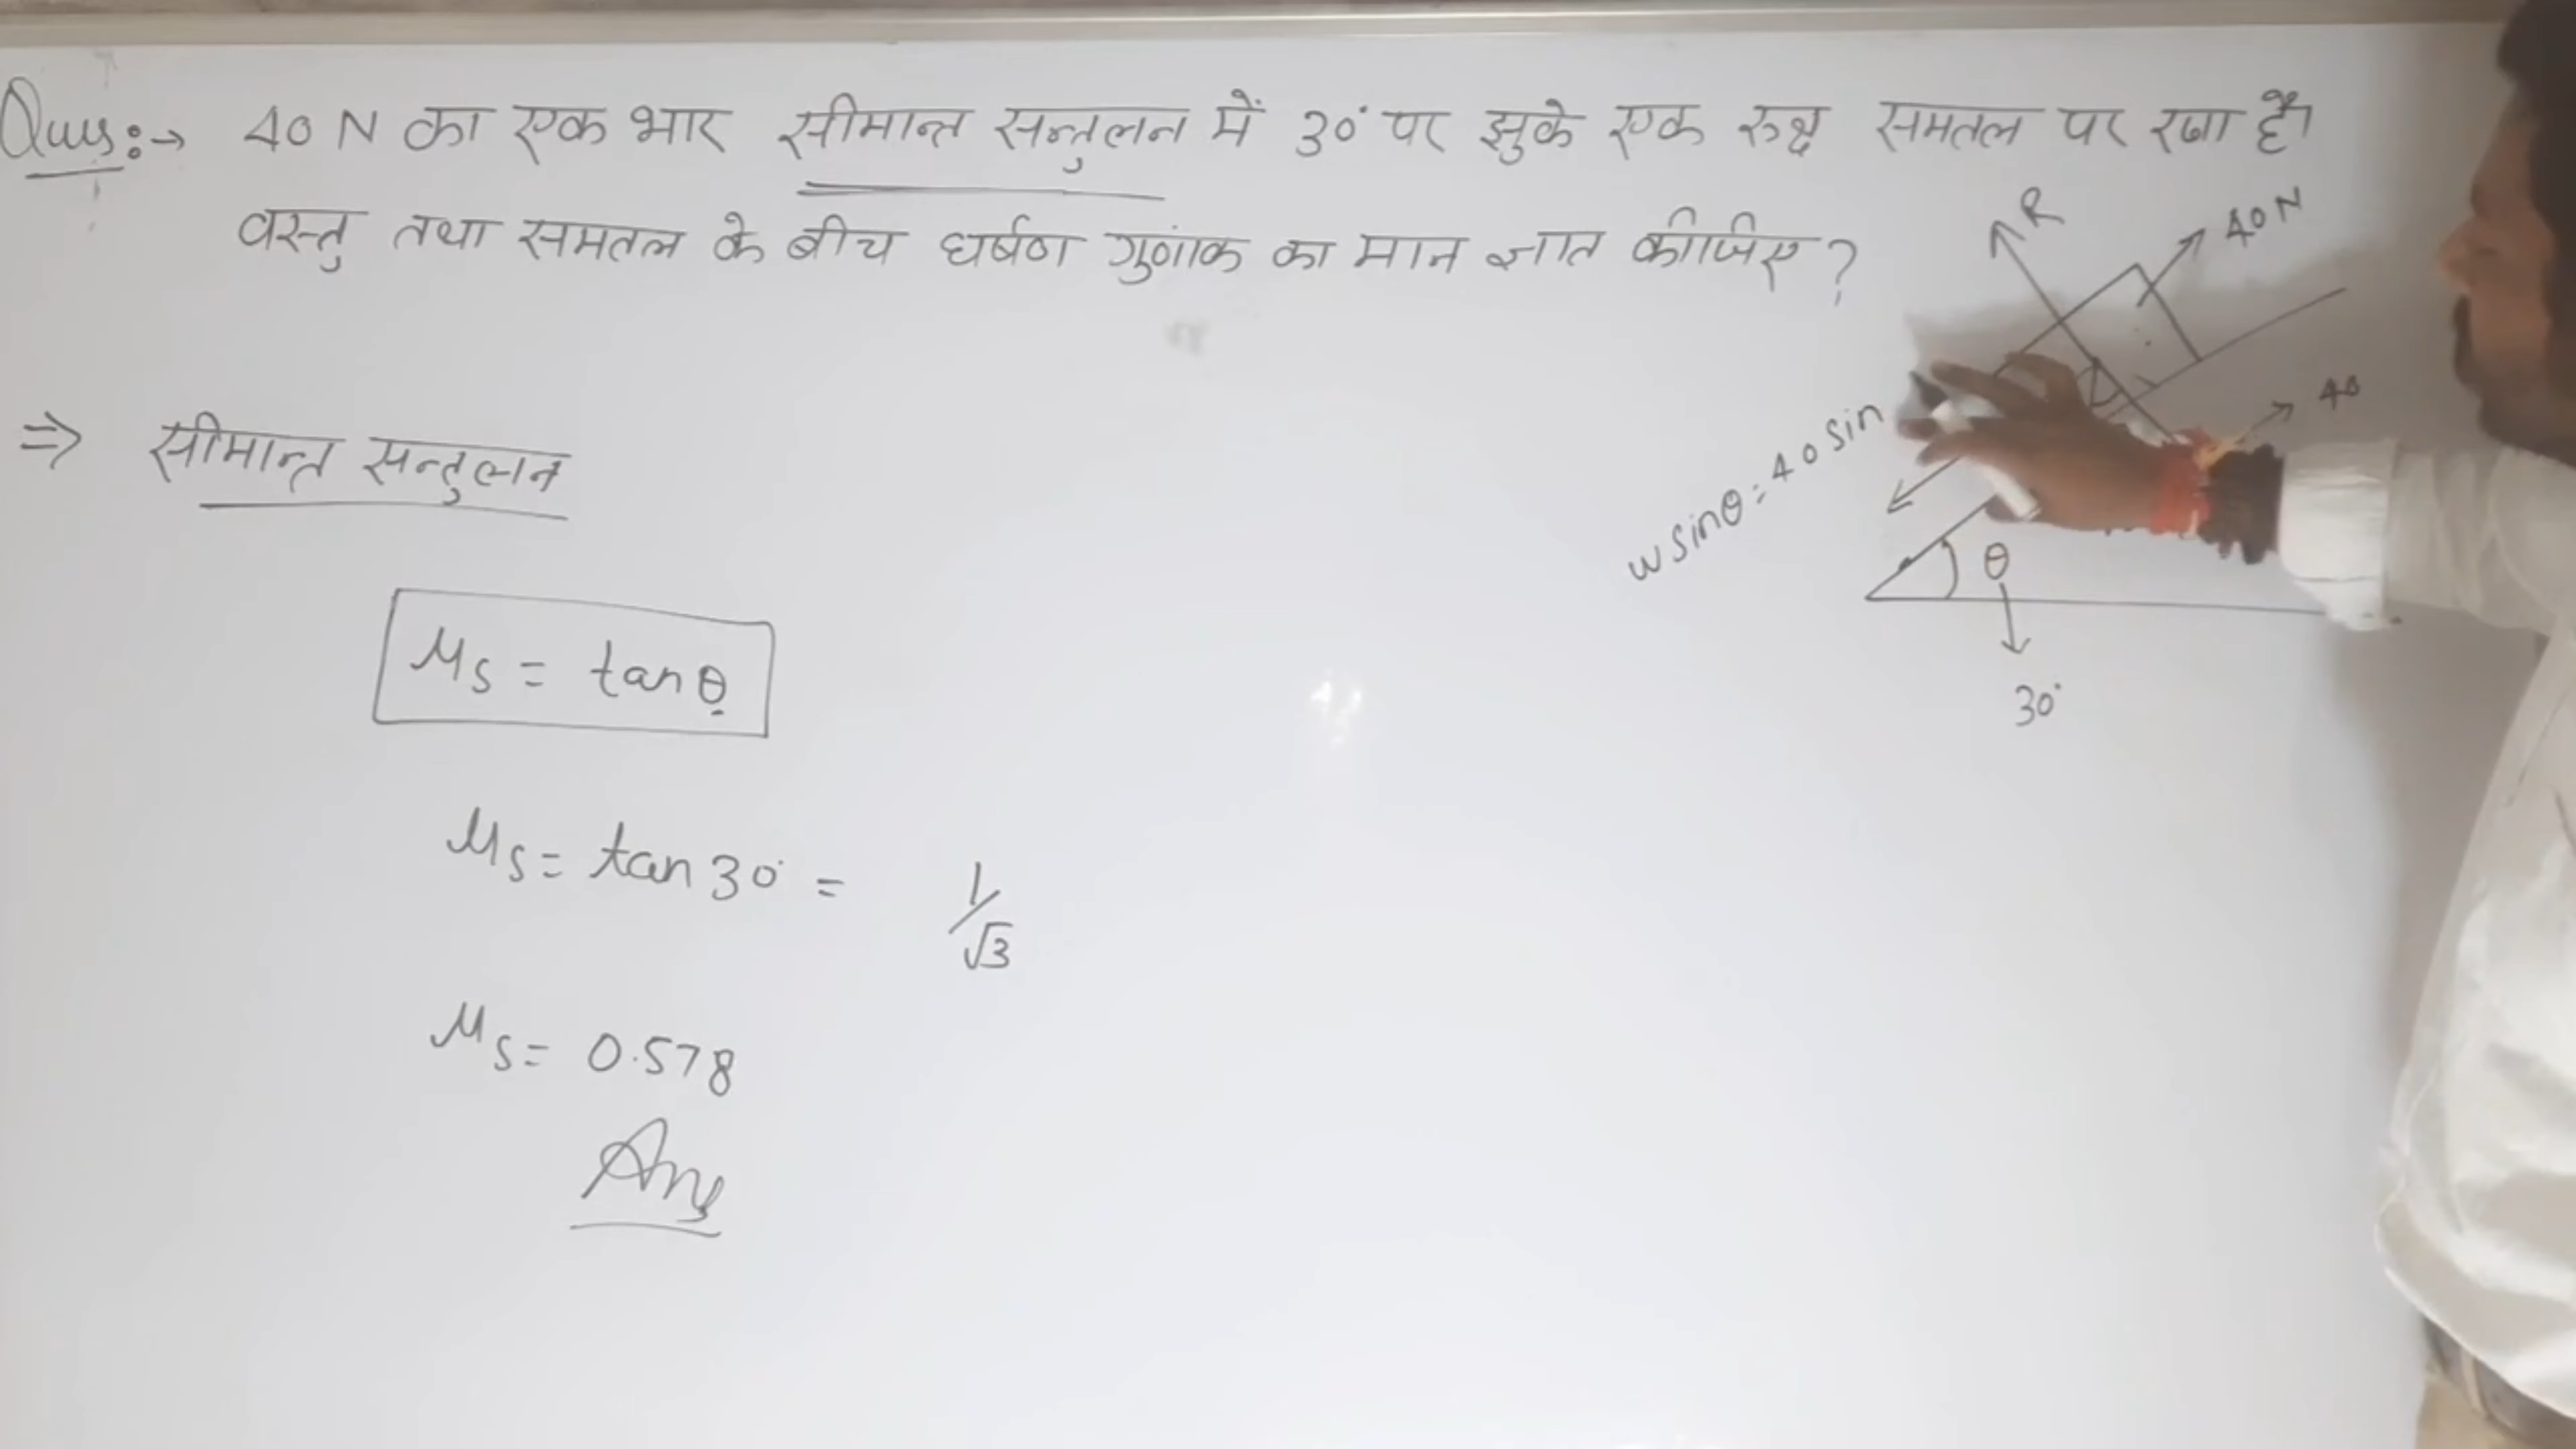 Ques:→ 40 N का एक भार सीमान्त सन्तुलन में 30° पर झुके एक रुक्ष समतल पर रखा है।
वस्तु तथा समतल के बीच घर्षण गुणांक का मान ज्ञात कीजिए ?
R
40 N
40
w sinθ = 40 sin
θ
30°
⇒ सीमान्त सन्तुलन
μs = tan θ
μs = tan 30° = 1/√3
μs = 0.578
Ans